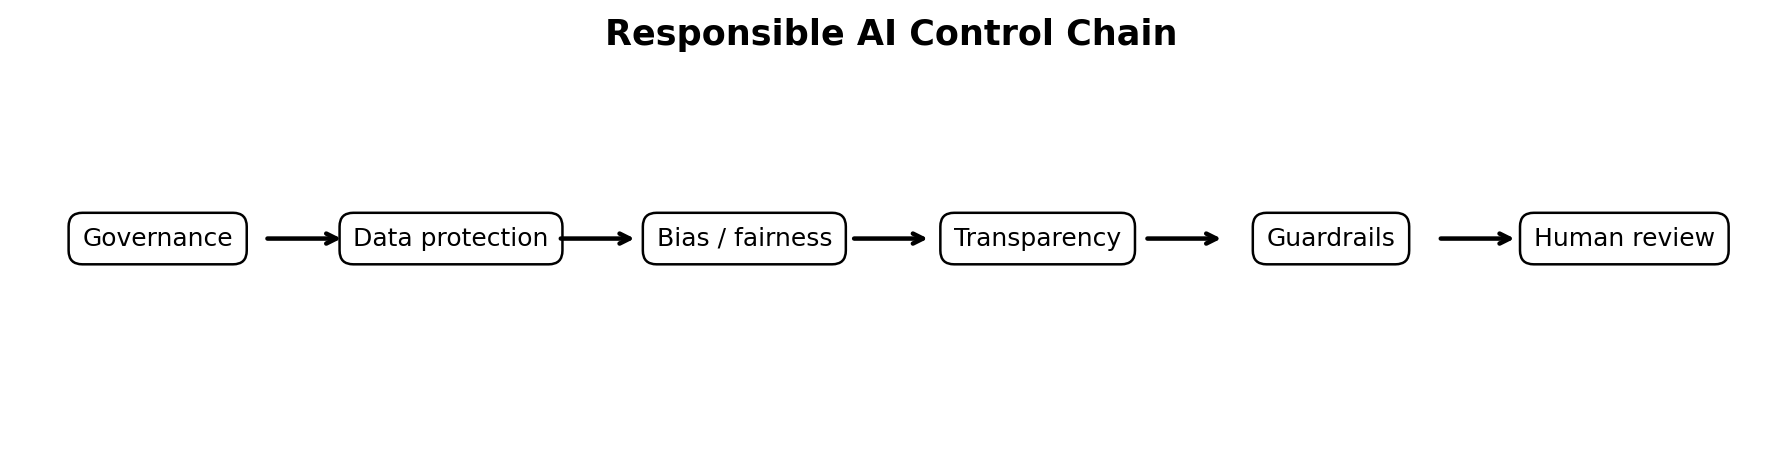 Responsible AI Control Chain
Governance
Data protection
Bias / fairness
Transparency
Guardrails
Human review